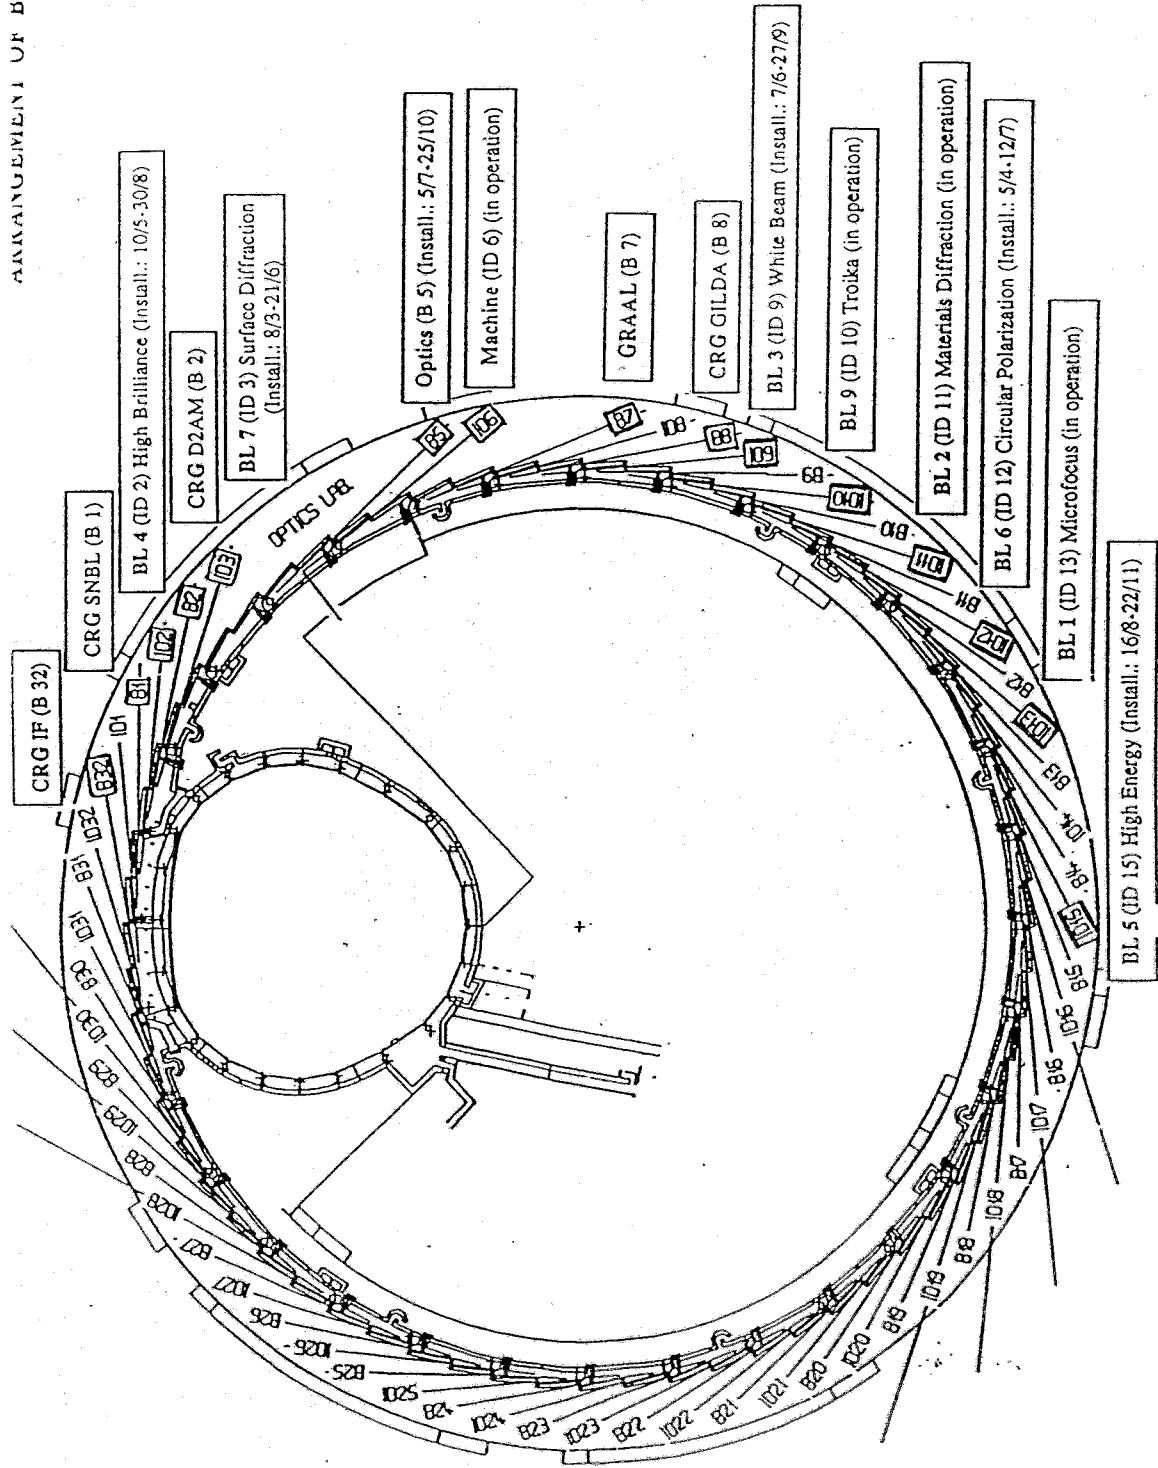 ARRANGEMENT OF B
CRG IF (B 32)
CRG SNBL (B 1)
BL 4 (ID 2) High Brilliance (Install.: 10/5-30/8)
CRG D2AM (B 2)
BL 7 (ID 3) Surface Diffraction
(Install.: 8/3-21/6)
Optics (B 5) (Install.: 5/7-25/10)
Machine (ID 6) (in operation)
GRAAL (B 7)
CRG GILDA (B 8)
BL 3 (ID 9) White Beam (Install.: 7/6-27/9)
BL 9 (ID 10) Troika (in operation)
BL 2 (ID 11) Materials Diffraction (in operation)
BL 6 (ID 12) Circular Polarization (Install.: 5/4-12/7)
BL 1 (ID 13) Microfocus (in operation)
BL 5 (ID 15) High Energy (Install.: 16/8-22/11)
OPTICS LAB.
ID1
B1
ID2
B2
ID3
B5
ID6
B7
ID8
B8
ID9
B9
ID10
B10
ID11
B11
ID12
B12
ID13
B13
ID14
B14
ID15
B15
ID16
B16
ID17
B17
ID18
B18
ID19
B19
ID20
B20
ID21
B21
ID22
B22
ID23
B23
ID24
B24
ID25
B25
ID26
B26
ID27
B27
ID28
B28
ID29
B29
ID30
B30
ID31
B31
ID32
B32